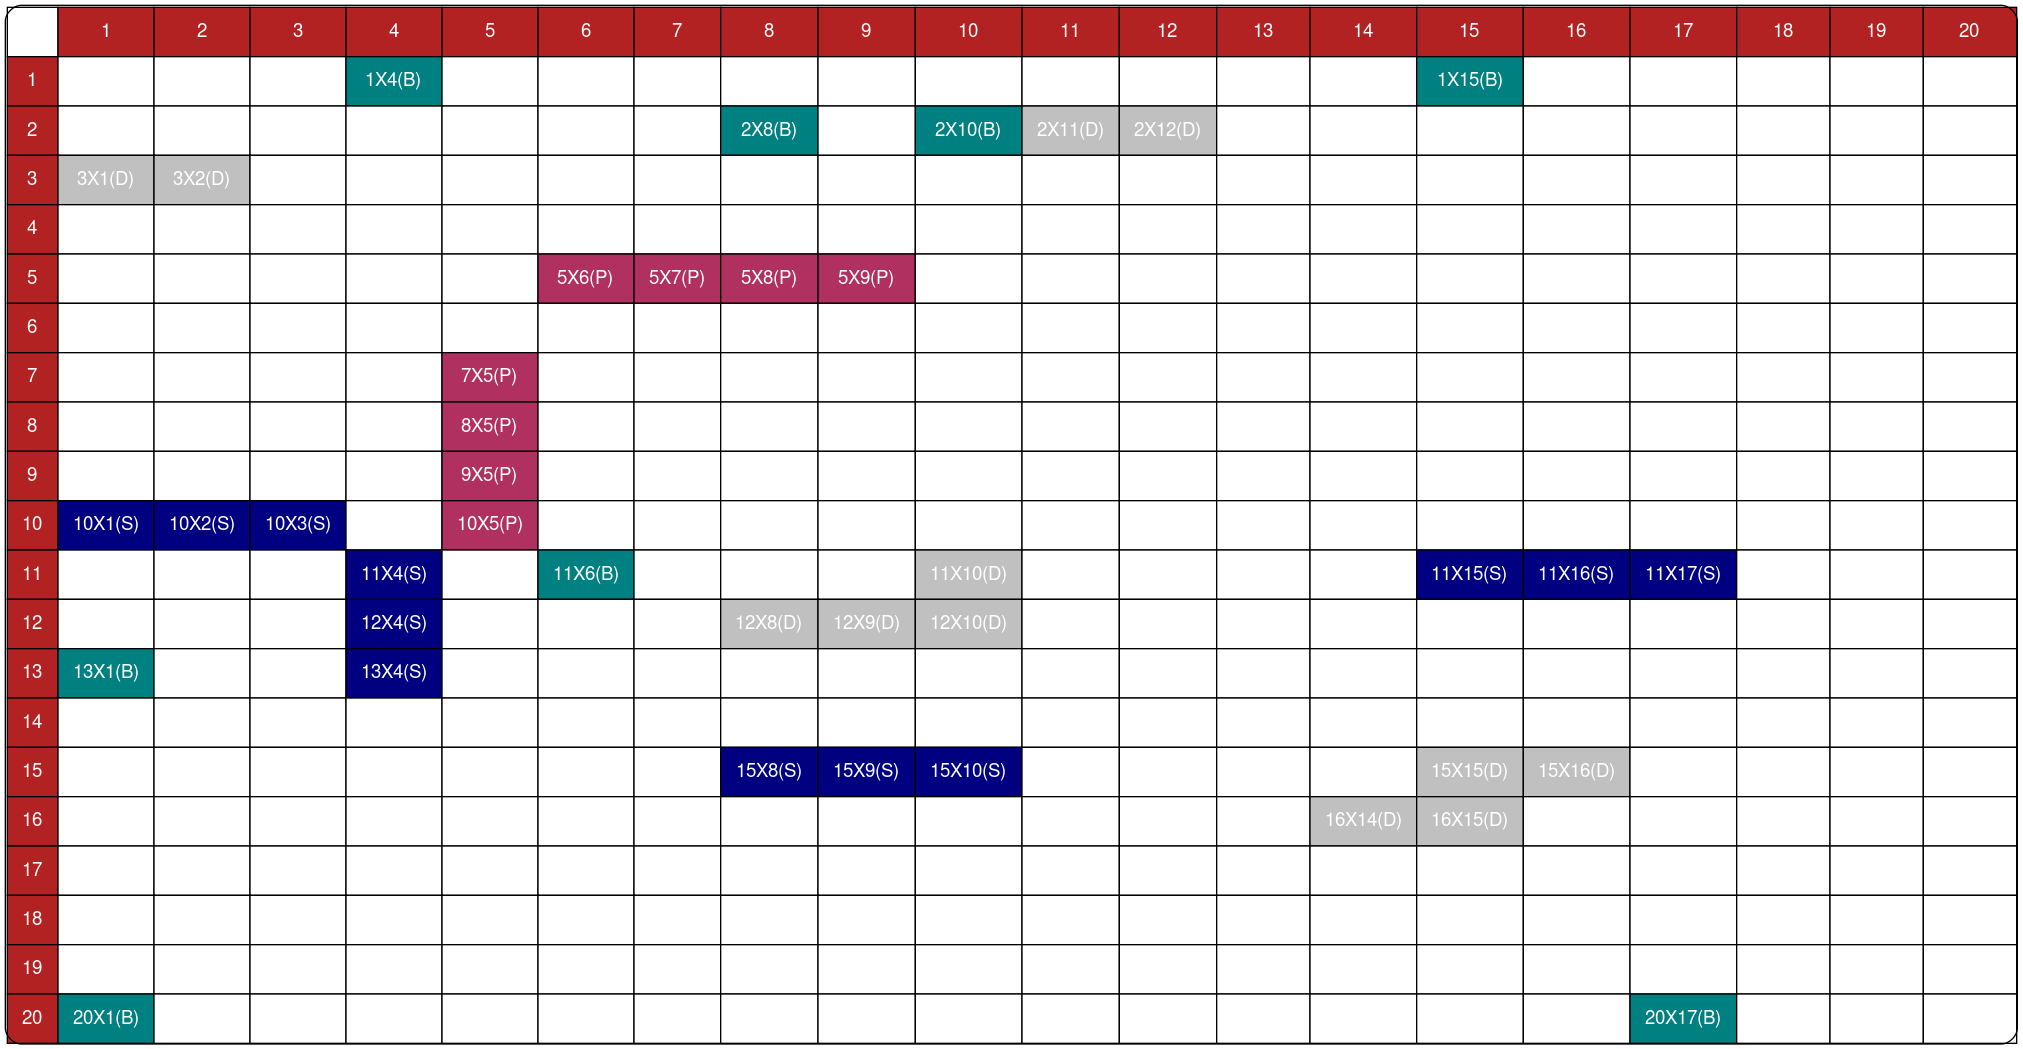 1 2 3 4 5 6 7 8 9 10 11 12 13 14 15 16 17 18 19 20
1 1X4(B) 1X15(B)
2 2X8(B) 2X10(B) 2X11(D) 2X12(D)
3 3X1(D) 3X2(D)
4
5 5X6(P) 5X7(P) 5X8(P) 5X9(P)
6
7 7X5(P)
8 8X5(P)
9 9X5(P)
10 10X1(S) 10X2(S) 10X3(S) 10X5(P)
11 11X4(S) 11X6(B) 11X10(D) 11X15(S) 11X16(S) 11X17(S)
12 12X4(S) 12X8(D) 12X9(D) 12X10(D)
13 13X1(B) 13X4(S)
14
15 15X8(S) 15X9(S) 15X10(S) 15X15(D) 15X16(D)
16 16X14(D) 16X15(D)
17
18
19
20 20X1(B) 20X17(B)